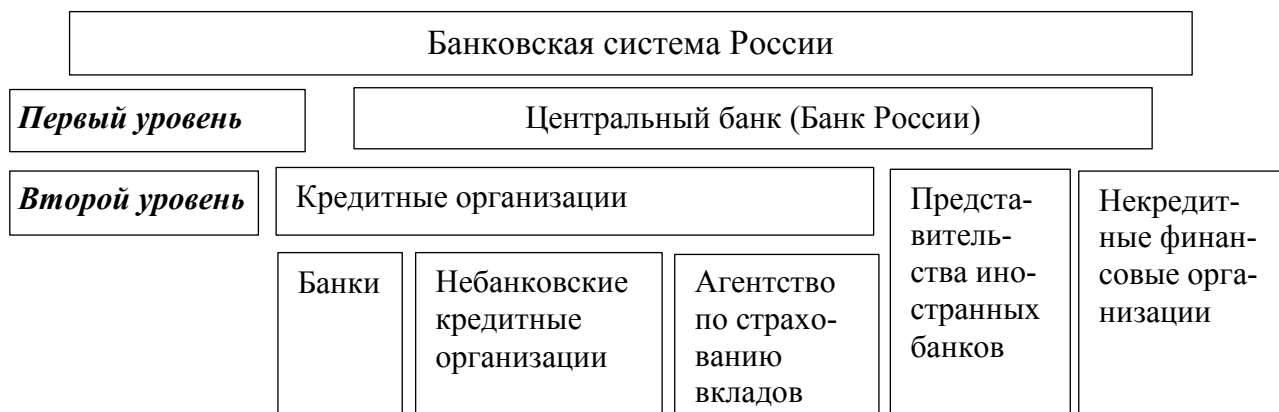 Банковская система России
Первый уровень
Центральный банк (Банк России)
Второй уровень
Кредитные организации
Банки
Небанковские
кредитные
организации
Агентство
по страхо-
ванию
вкладов
Предста-
витель-
ства ино-
странных
банков
Некредит-
ные финан-
совые орга-
низации